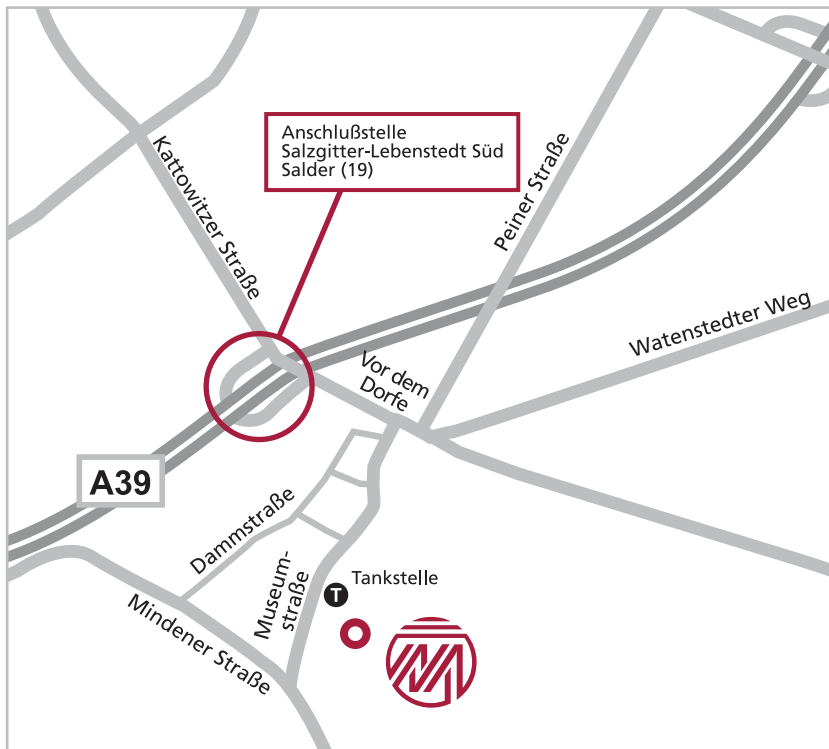 Anschlußstelle
Salzgitter-Lebenstedt Süd
Salder (19)
Kattowitzer Straße
Peiner Straße
Watenstedter Weg
Vor dem
Dorfe
A39
Dammstraße
Museum-
straße
T
Tankstelle
Mindener Straße